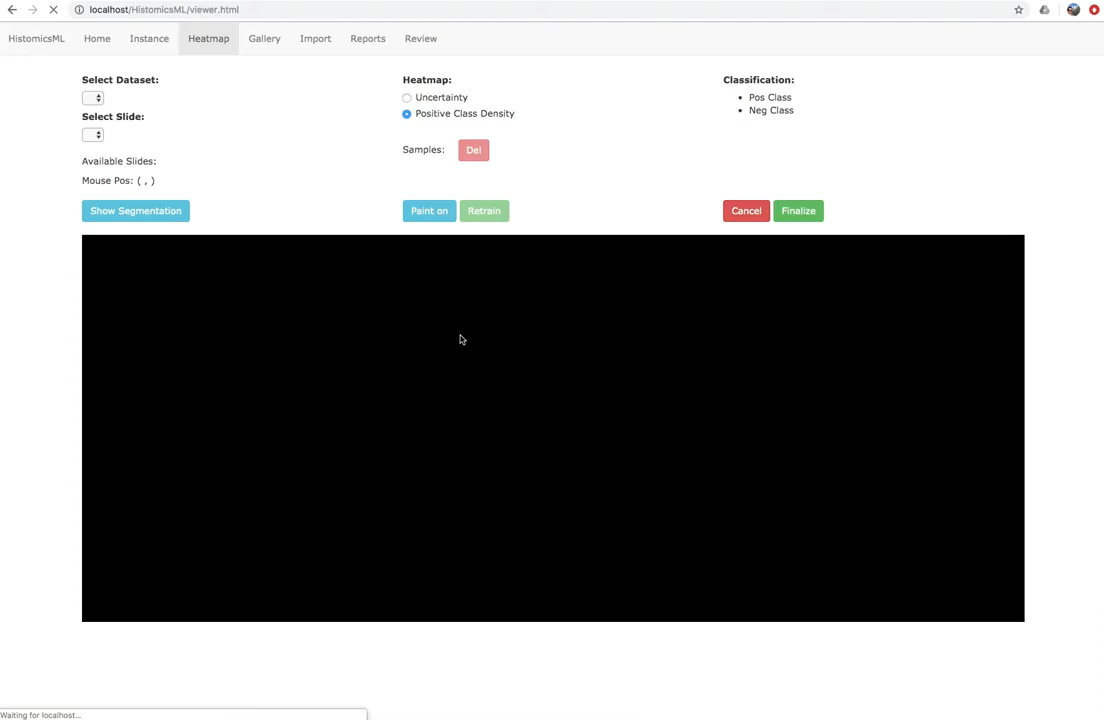 localhost/HistomicsML/viewer.html
HistomicsML Home Instance Heatmap Gallery Import Reports Review
Select Dataset:
Select Slide:
Available Slides:
Mouse Pos: ( , )
Show Segmentation
Heatmap:
Uncertainty
Positive Class Density
Samples: Del
Paint on Retrain
Classification:
• Pos Class
• Neg Class
Cancel Finalize
Waiting for localhost...